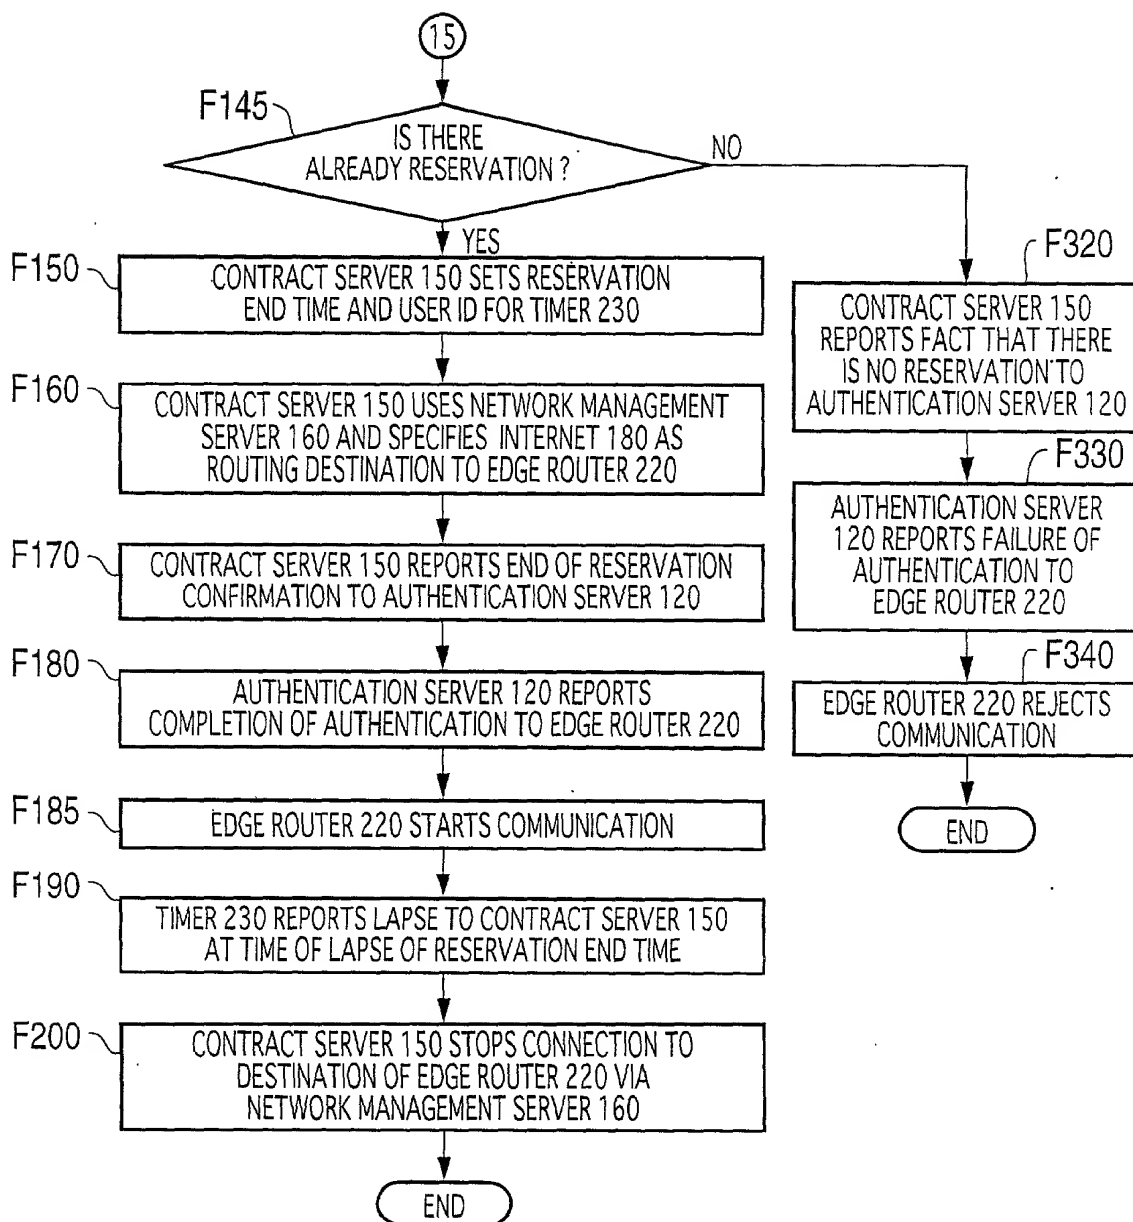 15
F145
IS THERE
ALREADY RESERVATION ?
NO
YES
F150
CONTRACT SERVER 150 SETS RESERVATION
END TIME AND USER ID FOR TIMER 230
F160
CONTRACT SERVER 150 USES NETWORK MANAGEMENT
SERVER 160 AND SPECIFIES INTERNET 180 AS
ROUTING DESTINATION TO EDGE ROUTER 220
F170
CONTRACT SERVER 150 REPORTS END OF RESERVATION
CONFIRMATION TO AUTHENTICATION SERVER 120
F180
AUTHENTICATION SERVER 120 REPORTS
COMPLETION OF AUTHENTICATION TO EDGE ROUTER 220
F185
EDGE ROUTER 220 STARTS COMMUNICATION
F190
TIMER 230 REPORTS LAPSE TO CONTRACT SERVER 150
AT TIME OF LAPSE OF RESERVATION END TIME
F200
CONTRACT SERVER 150 STOPS CONNECTION TO
DESTINATION OF EDGE ROUTER 220 VIA
NETWORK MANAGEMENT SERVER 160
END
F320
CONTRACT SERVER 150
REPORTS FACT THAT THERE
IS NO RESERVATION TO
AUTHENTICATION SERVER 120
F330
AUTHENTICATION SERVER
120 REPORTS FAILURE OF
AUTHENTICATION TO
EDGE ROUTER 220
F340
EDGE ROUTER 220 REJECTS
COMMUNICATION
END